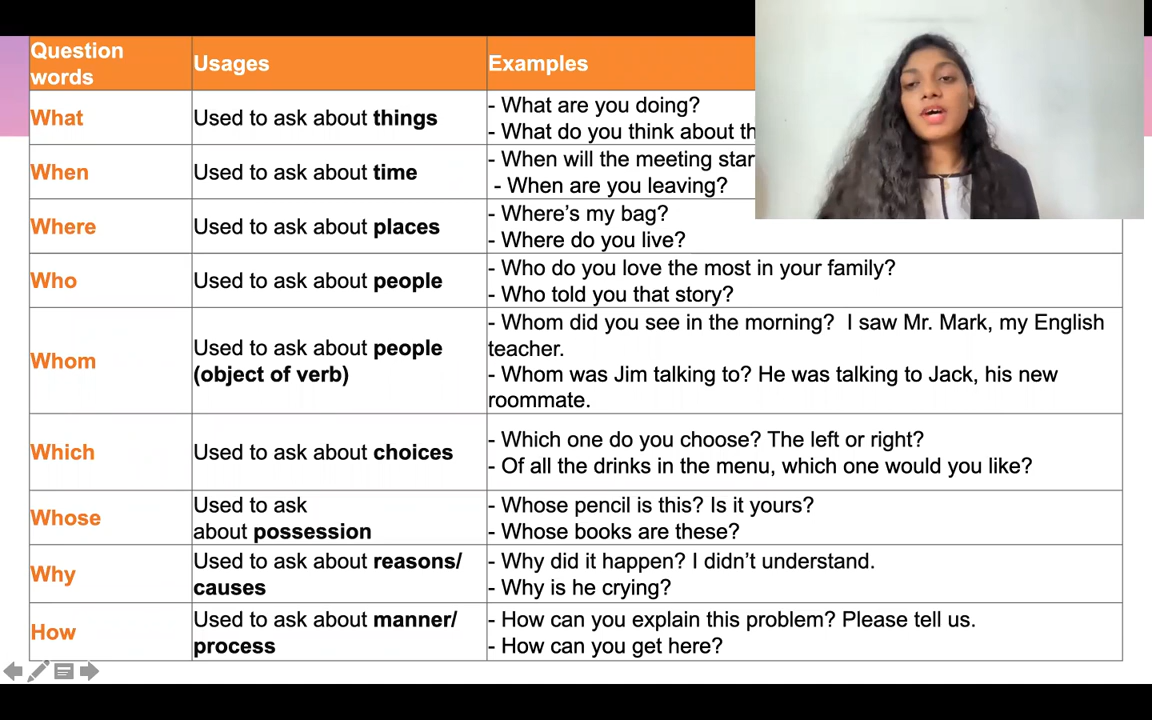 Question words
Usages
Examples
What
Used to ask about things
- What are you doing?
- What do you think about th
When
Used to ask about time
- When will the meeting star
- When are you leaving?
Where
Used to ask about places
- Where's my bag?
- Where do you live?
Who
Used to ask about people
- Who do you love the most in your family?
- Who told you that story?
Whom
Used to ask about people
(object of verb)
- Whom did you see in the morning?  I saw Mr. Mark, my English
teacher.
- Whom was Jim talking to? He was talking to Jack, his new
roommate.
Which
Used to ask about choices
- Which one do you choose? The left or right?
- Of all the drinks in the menu, which one would you like?
Whose
Used to ask
about possession
- Whose pencil is this? Is it yours?
- Whose books are these?
Why
Used to ask about reasons/
causes
- Why did it happen? I didn't understand.
- Why is he crying?
How
Used to ask about manner/
process
- How can you explain this problem? Please tell us.
- How can you get here?